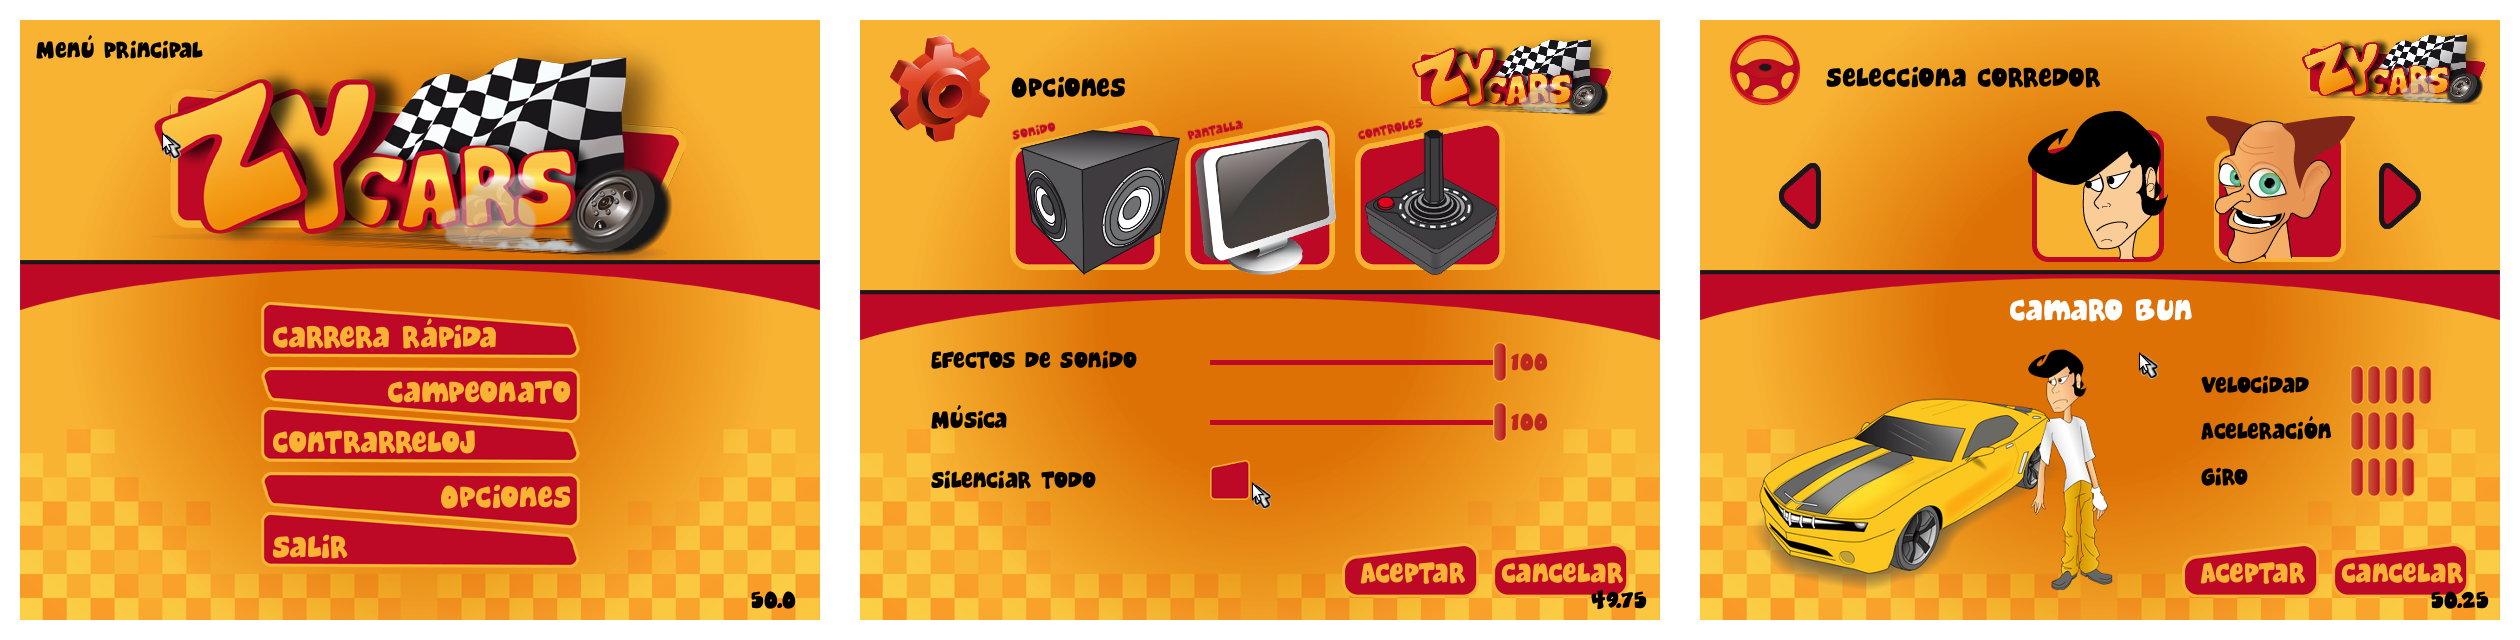 Menú Principal
ZY
CARS
CARRERA RÁPIDA
CAMPEONATO
CONTRARRELOJ
OPCIONES
SALIR
50.0
OPCIONES
ZY
CARS
SONIDO
PANTALLA
CONTROLES
EFECTOS DE SONIDO
100
MÚSICA
100
SILENCIAR TODO
ACEPTAR
CANCELAR
49.75
SELECCIONA CORREDOR
ZY
CARS
CAMARO BUN
VELOCIDAD
ACELERACIÓN
GIRO
ACEPTAR
CANCELAR
50.25